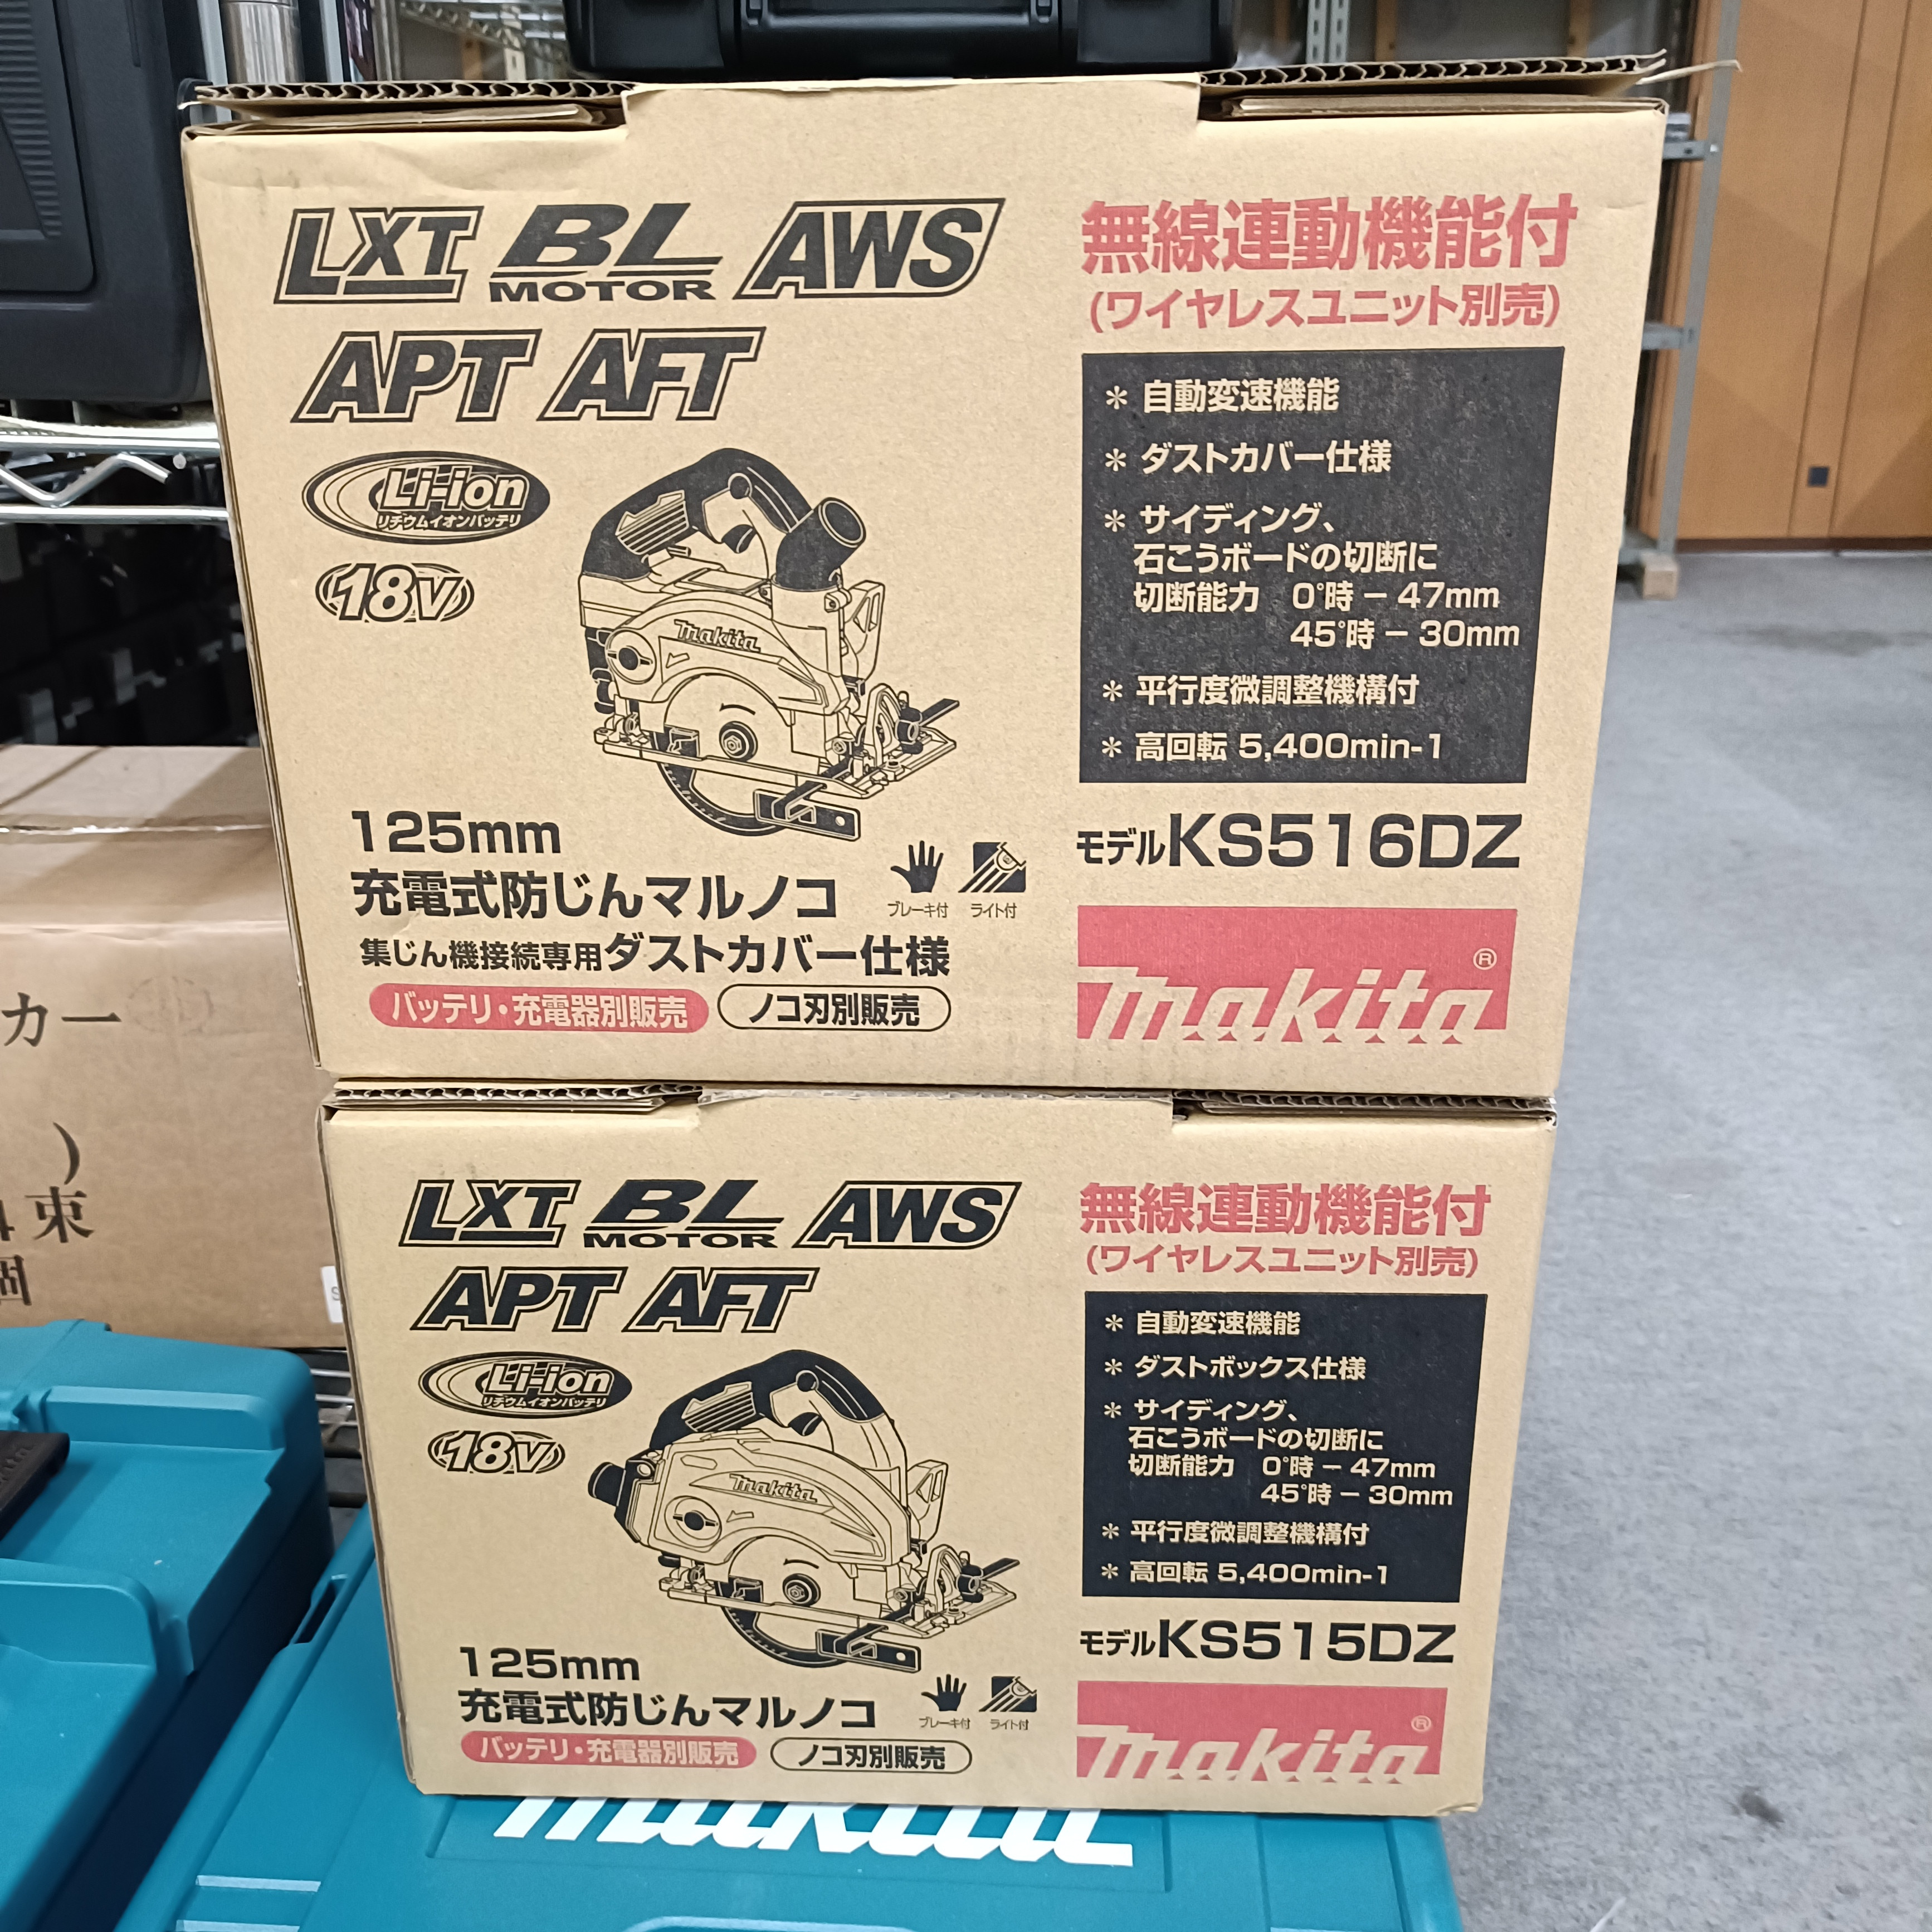 LXT BL MOTOR AWS
APT AFT
Li-ion
リチウムイオンバッテリ
18V
makita
125mm
充電式防じんマルノコ
集じん機接続専用ダストカバー仕様
バッテリ・充電器別販売 ノコ刃別販売
ブレーキ付 ライト付
無線連動機能付
(ワイヤレスユニット別売)
* 自動変速機能
* ダストカバー仕様
* サイディング、
石こうボードの切断に
切断能力 0°時 - 47mm
45°時 - 30mm
* 平行度微調整機構付
* 高回転 5,400min-1
モデルKS516DZ
makita®
LXT BL MOTOR AWS
APT AFT
Li-ion
リチウムイオンバッテリ
18V
makita
125mm
充電式防じんマルノコ
バッテリ・充電器別販売 ノコ刃別販売
ブレーキ付 ライト付
無線連動機能付
(ワイヤレスユニット別売)
* 自動変速機能
* ダストボックス仕様
* サイディング、
石こうボードの切断に
切断能力 0°時 - 47mm
45°時 - 30mm
* 平行度微調整機構付
* 高回転 5,400min-1
モデルKS515DZ
makita®
カー
)
4 束
個
makita